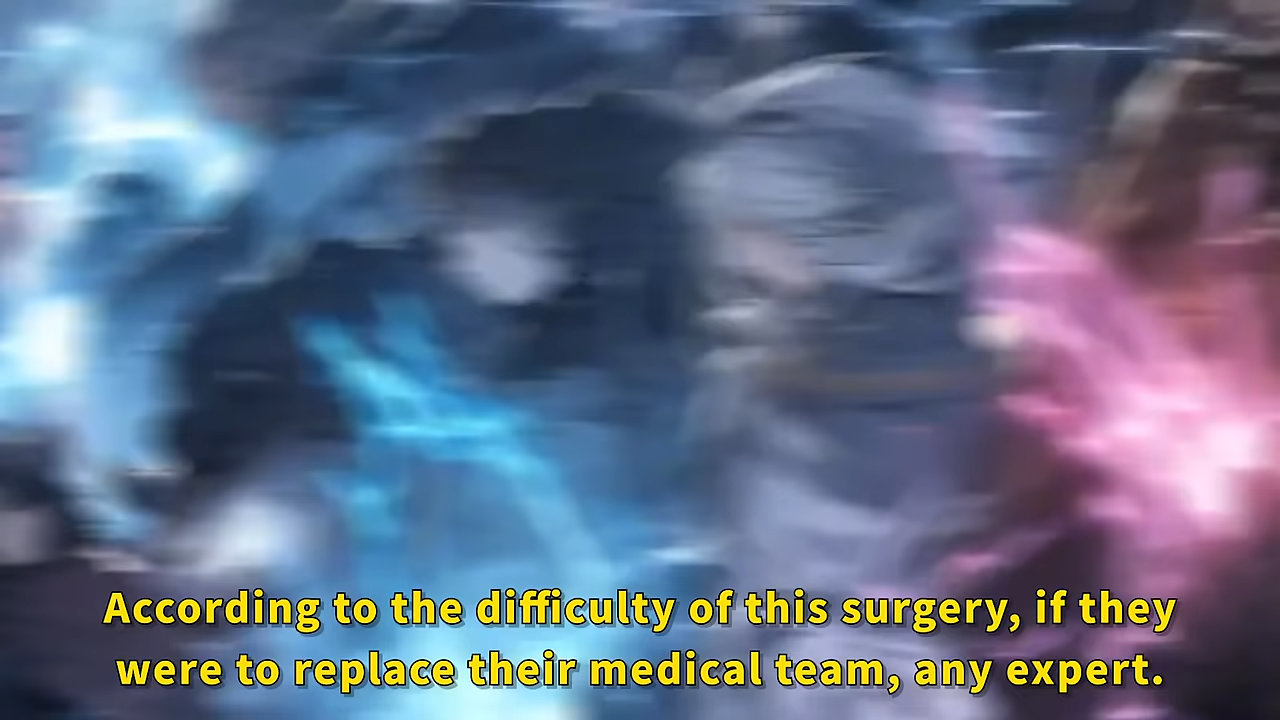 According to the difficulty of this surgery, if they
were to replace their medical team, any expert.